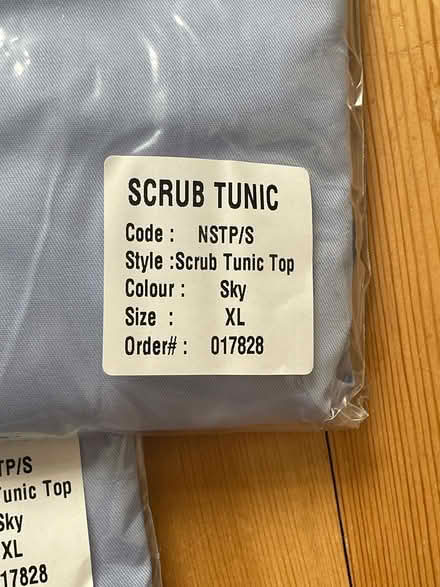 SCRUB TUNIC
Code : NSTP/S
Style :Scrub Tunic Top
Colour : Sky
Size : XL
Order# : 017828
TP/S
Tunic Top
Sky
XL
17828